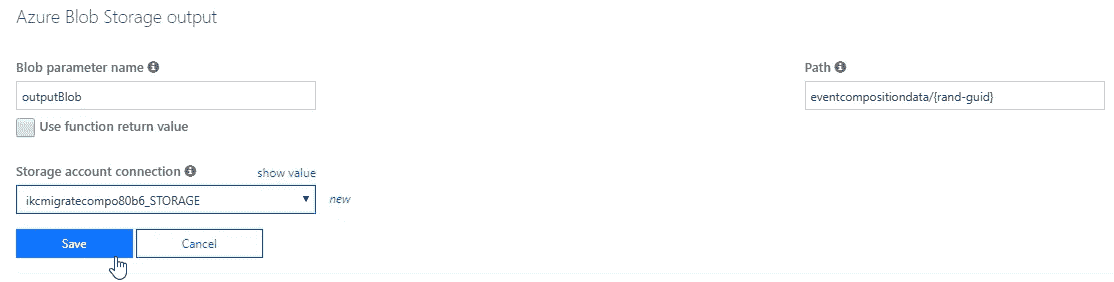 Azure Blob Storage output
Blob parameter name
Path
outputBlob
eventcompositiondata/{rand-guid}
Use function return value
Storage account connection
show value
ikcmigratecompo80b6_STORAGE
new
Save
Cancel